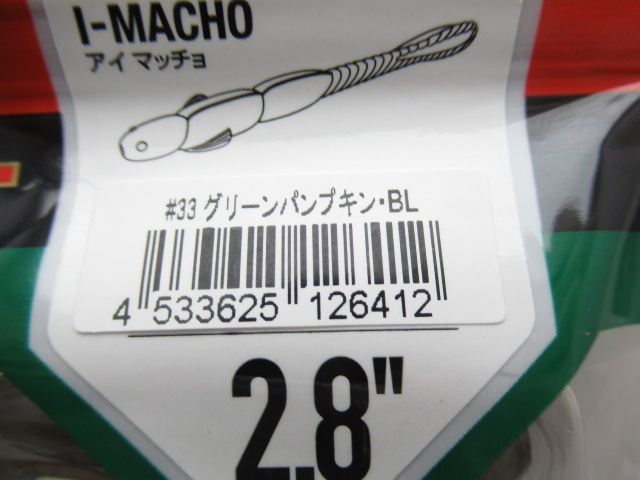 I-MACHO
アイ マッチョ
#33 グリーンパンプキン・BL
4 533625 126412
2.8"